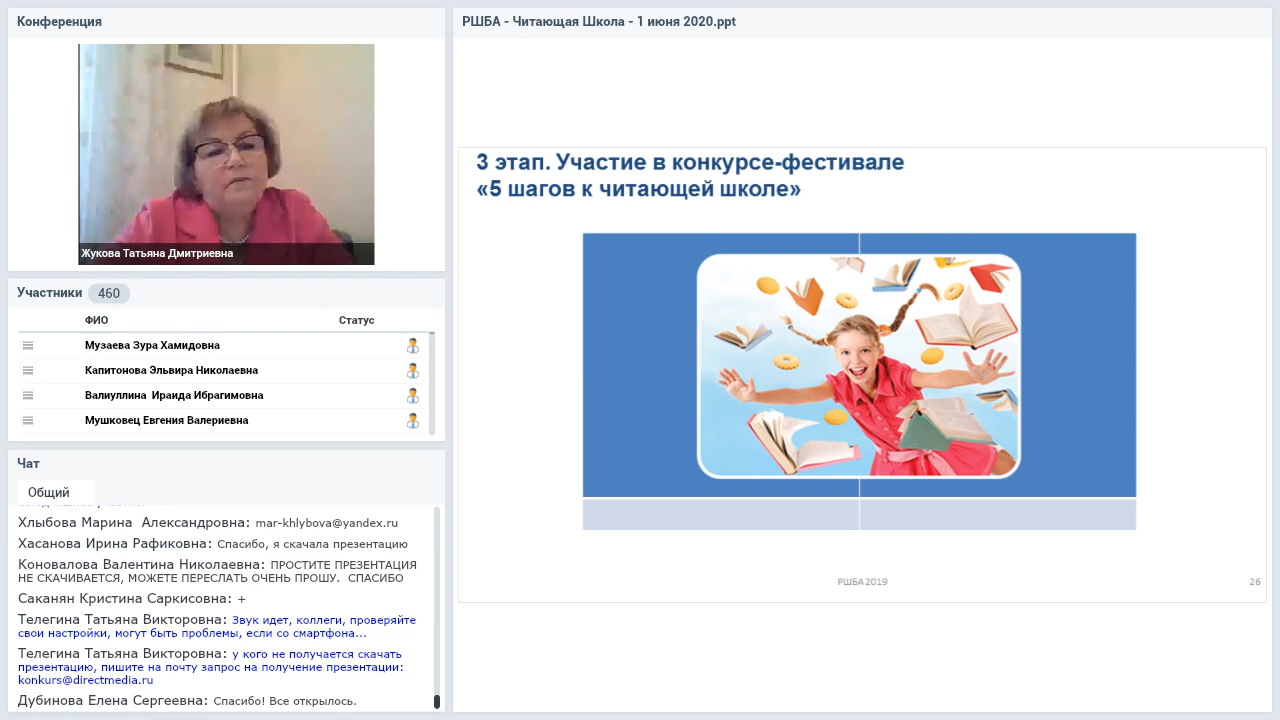 Конференция
Жукова Татьяна Дмитриевна
Участники 460
ФИО Статус
Музаева Зура Хамидовна
Капитонова Эльвира Николаевна
Валиуллина Ираида Ибрагимовна
Мушковец Евгения Валериевна
Чат
Общий
Хлыбова Марина Александровна: mar-khlybova@yandex.ru
Хасанова Ирина Рафиковна: Спасибо, я скачала презентацию
Коновалова Валентина Николаевна: ПРОСТИТЕ ПРЕЗЕНТАЦИЯ
НЕ СКАЧИВАЕТСЯ, МОЖЕТЕ ПЕРЕСЛАТЬ ОЧЕНЬ ПРОШУ. СПАСИБО
Саканян Кристина Саркисовна: +
Телегина Татьяна Викторовна: Звук идет, коллеги, проверяйте
свои настройки, могут быть проблемы, если со смартфона...
Телегина Татьяна Викторовна: у кого не получается скачать
презентацию, пишите на почту запрос на получение презентации:
konkurs@directmedia.ru
Дубинова Елена Сергеевна: Спасибо! Все открылось.
РШБА - Читающая Школа - 1 июня 2020.ppt
3 этап. Участие в конкурсе-фестивале
«5 шагов к читающей школе»
РШБА 2019
26